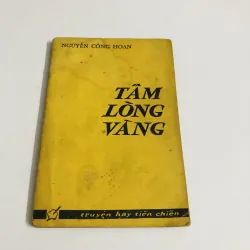 NGUYỄN CÔNG HOAN
TẤM
LÒNG
VÀNG
truyện hay tiền chiến